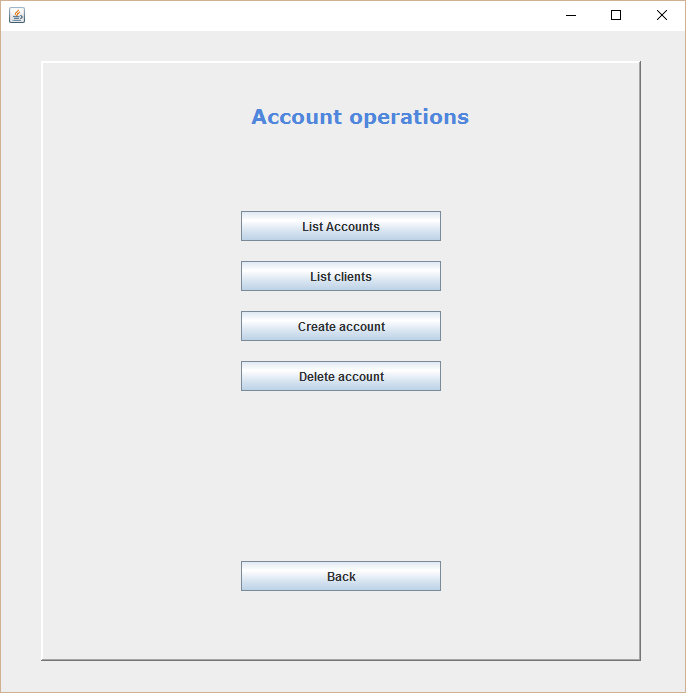 Account operations
List Accounts
List clients
Create account
Delete account
Back